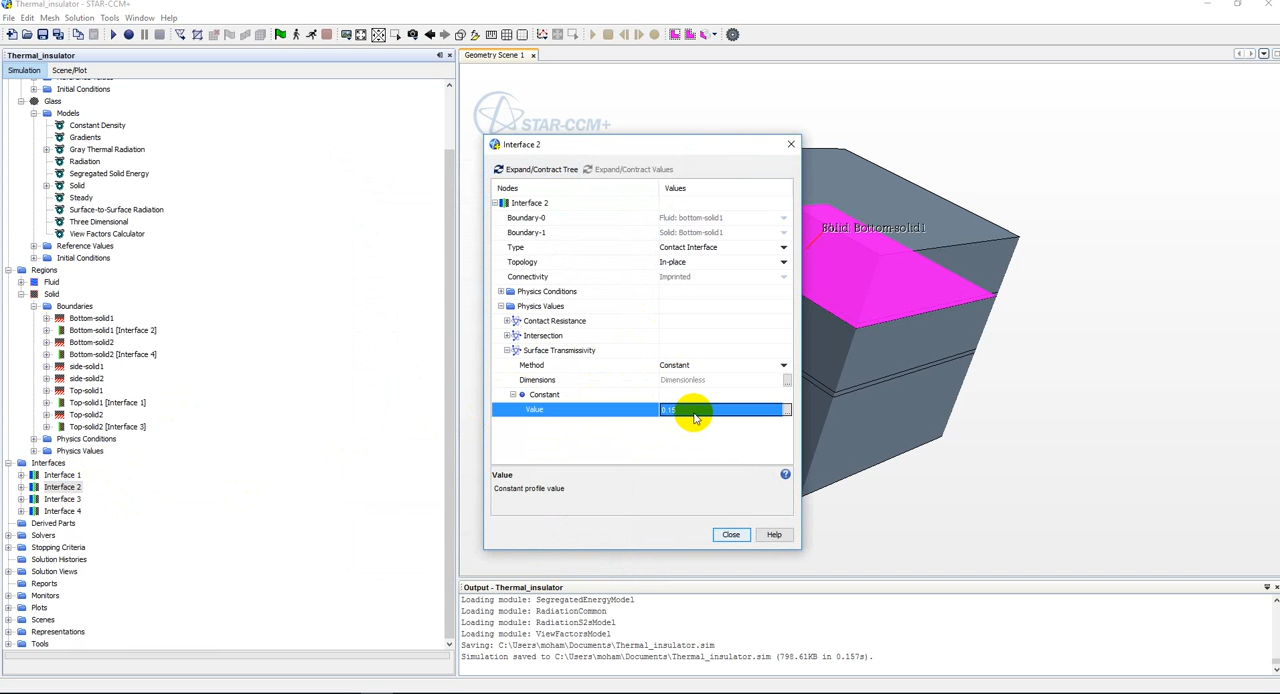 Thermal_insulator - STAR-CCM+
File Edit Mesh Solution Tools Window Help
Thermal_insulator
Simulation Scene/Plot
Initial Conditions
Glass
Models
Constant Density
Gradients
Gray Thermal Radiation
Radiation
Segregated Solid Energy
Solid
Steady
Surface-to-Surface Radiation
Three Dimensional
View Factors Calculator
Reference Values
Initial Conditions
Regions
Fluid
Solid
Boundaries
Bottom-solid1
Bottom-solid1 [Interface 2]
Bottom-solid2
Bottom-solid2 [Interface 4]
side-solid1
side-solid2
Top-solid1
Top-solid1 [Interface 1]
Top-solid2
Top-solid2 [Interface 3]
Physics Conditions
Physics Values
Interfaces
Interface 1
Interface 2
Interface 3
Interface 4
Derived Parts
Solvers
Stopping Criteria
Solution Histories
Solution Views
Reports
Monitors
Plots
Scenes
Representations
Tools
Geometry Scene 1
STAR-CCM+
Solid Bottom-solid1
Interface 2
Expand/Contract Tree Expand/Contract Values
Nodes Values
Interface 2
Boundary-0 Fluid: bottom-solid1
Boundary-1 Solid: Bottom-solid1
Type Contact Interface
Topology In-place
Connectivity Imprinted
Physics Conditions
Physics Values
Contact Resistance
Intersection
Surface Transmissivity
Method Constant
Dimensions Dimensionless
Constant
Value 0.15
Value
Constant profile value
Close Help
Output - Thermal_insulator
Loading module: SegregatedEnergyModel
Loading module: RadiationCommon
Loading module: RadiationS2sModel
Loading module: ViewFactorsModel
Saving: C:\Users\moham\Documents\Thermal_insulator.sim
Simulation saved to C:\Users\moham\Documents\Thermal_insulator.sim (798.61KB in 0.157s).